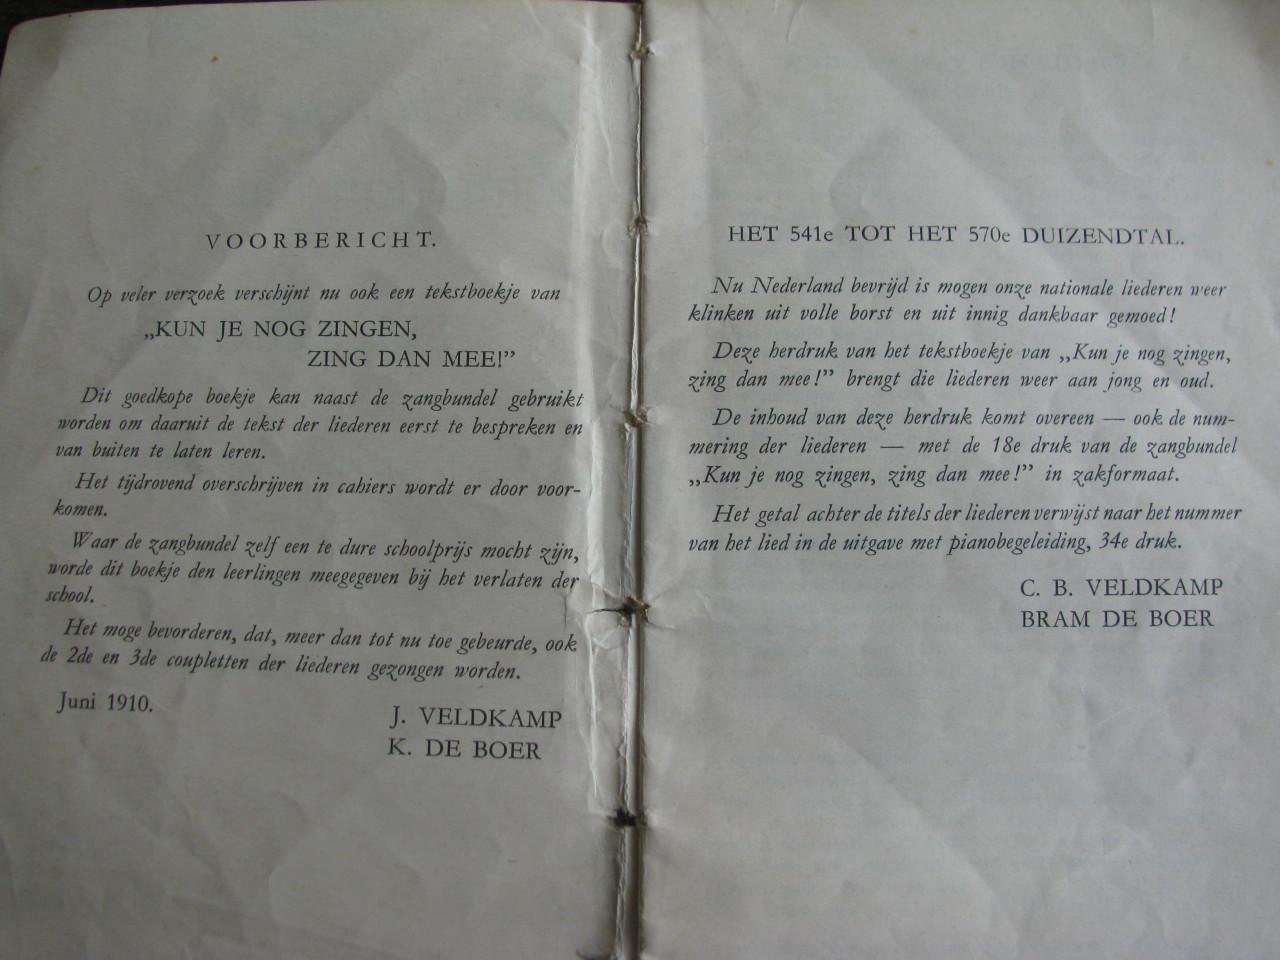 VOORBERICHT.
Op veler verzoek verschijnt nu ook een tekstboekje van
„KUN JE NOG ZINGEN,
ZING DAN MEE!”
Dit goedkope boekje kan naast de zangbundel gebruikt
worden om daaruit de tekst der liederen eerst te bespreken en
van buiten te laten leren.
Het tijdrovend overschrijven in cahiers wordt er door voor-
komen.
Waar de zangbundel zelf een te dure schoolprijs mocht zijn,
worde dit boekje den leerlingen meegegeven bij het verlaten der
school.
Het moge bevorderen, dat, meer dan tot nu toe gebeurde, ook
de 2de en 3de coupletten der liederen gezongen worden.
Juni 1910.
J. VELDKAMP
K. DE BOER
HET 541e TOT HET 570e DUIZENDTAL.
Nu Nederland bevrijd is mogen onze nationale liederen weer
klinken uit volle borst en uit innig dankbaar gemoed!
Deze herdruk van het tekstboekje van „Kun je nog zingen,
zing dan mee!” brengt die liederen weer aan jong en oud.
De inhoud van deze herdruk komt overeen — ook de num-
mering der liederen — met de 18e druk van de zangbundel
„Kun je nog zingen, zing dan mee!” in zakformaat.
Het getal achter de titels der liederen verwijst naar het nummer
van het lied in de uitgave met pianobegeleiding, 34e druk.
C. B. VELDKAMP
BRAM DE BOER